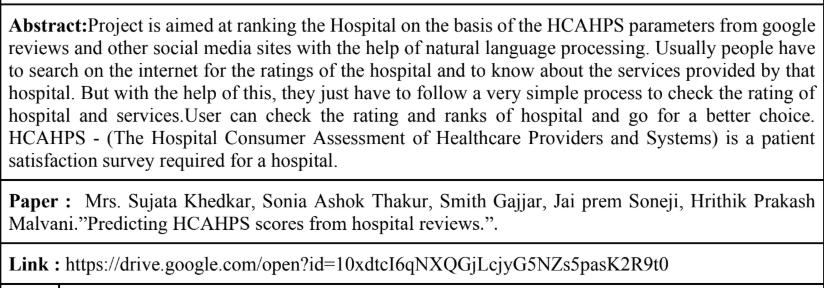 Abstract:Project is aimed at ranking the Hospital on the basis of the HCAHPS parameters from google
reviews and other social media sites with the help of natural language processing. Usually people have
to search on the internet for the ratings of the hospital and to know about the services provided by that
hospital. But with the help of this, they just have to follow a very simple process to check the rating of
hospital and services.User can check the rating and ranks of hospital and go for a better choice.
HCAHPS - (The Hospital Consumer Assessment of Healthcare Providers and Systems) is a patient
satisfaction survey required for a hospital.
Paper : Mrs. Sujata Khedkar, Sonia Ashok Thakur, Smith Gajjar, Jai prem Soneji, Hrithik Prakash
Malvani.”Predicting HCAHPS scores from hospital reviews.”.
Link : https://drive.google.com/open?id=10xdtcI6qNXQGjLcjyG5NZs5pasK2R9t0